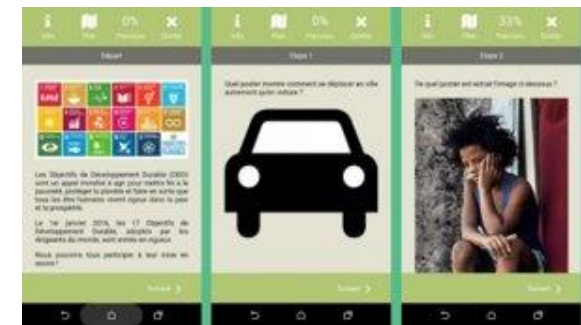 Info Plan Parcours Quitter
0%
Départ
Les Objectifs de Développement Durable (ODD)
sont un appel mondial à agir pour mettre fin à la
pauvreté, protéger la planète et faire en sorte que
tous les êtres humains vivent dans la paix
et la prospérité.
Le 1er janvier 2016, les 17 Objectifs de
Développement Durable, adoptés par les
dirigeants du monde, sont entrés en vigueur.
Nous pouvons tous participer à leur mise en
œuvre !
Suivant
0%
Info Plan Parcours Quitter
Etape 1
Quel poster montre comment se déplacer en ville
autrement qu'en voiture ?
Suivant
33%
Info Plan Parcours Quitter
Etape 2
De quel poster est extrait l'image ci-dessous ?
Suivant